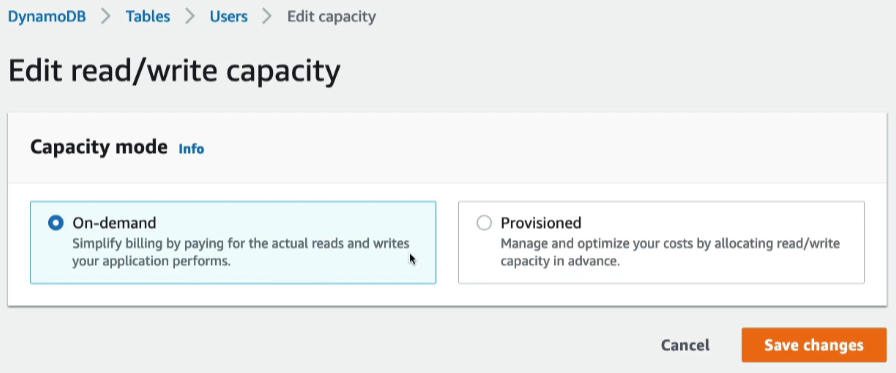 DynamoDB > Tables > Users > Edit capacity
Edit read/write capacity
Capacity mode Info
On-demand
Simplify billing by paying for the actual reads and writes
your application performs.
Provisioned
Manage and optimize your costs by allocating read/write
capacity in advance.
Cancel Save changes